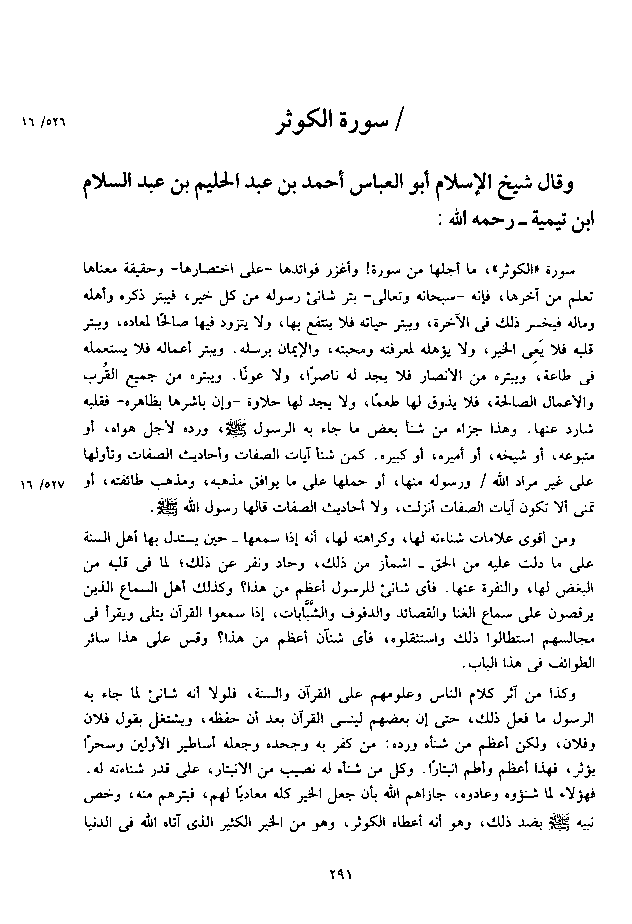 ١٦ /٥٢٦
/ سورة الكوثر
وقال شيخ الإسلام أبو العباس أحمد بن عبد الحليم بن عبد السلام
ابن تيمية ـ رحمه الله :
سورة «الكوثر»، ما أجلها من سورة! وأغزر فوائدها -على اختصارها- وحقيقة معناها
تعلم من آخرها، فإنه -سبحانه وتعالى- بتر شانئ رسوله من كل خير، فيبتر ذكره وأهله
وماله فيخسر ذلك فى الآخرة، ويبتر حياته فلا ينتفع بها، ولا يتزود فيها صالحًا لمعاده، ويبتر
قلبه فلا يَعِى الخير، ولا يؤهله لمعرفته ومحبته، والإيمان برسله. ويبتر أعماله فلا يستعمله
فى طاعة، ويبتره من الأنصار فلا يجد له ناصرًا، ولا عونًا. ويبتره من جميع القُرب
والأعمال الصالحة، فلا يذوق لها طعمًا، ولا يجد لها حلاوة -وإن باشرها بظاهره- فقلبه
شارد عنها. وهذا جزاء من شنأ بعض ما جاء به الرسول ﷺ، ورده لأجل هواه، أو
متبوعه، أو شيخه، أو أميره، أو كبيره. كمن شنأ آيات الصفات وأحاديث الصفات وتأولها
على غير مراد الله / ورسوله منها، أو حملها على ما يوافق مذهبه، ومذهب طائفته، أو
١٦ /٥٢٧
تمنى ألا تكون آيات الصفات أنزلت، ولا أحاديث الصفات قالها رسول الله ﷺ.
ومن أقوى علامات شناءته لها، وكراهته لها، أنه إذا سمعها ـ حين يستدل بها أهل السنة
على ما دلت عليه من الحق ـ اشمأز من ذلك، وحاد ونفر عن ذلك؛ لما فى قلبه من
البغض لها، والنفرة عنها. فأى شانئ للرسول أعظم من هذا؟ وكذلك أهل السماع الذين
يرقصون على سماع الغنا والقصائد والدفوف والشَّبَّابات، إذا سمعوا القرآن يتلى ويقرأ فى
مجالسهم استطالوا ذلك واستثقلوه، فأى شنآن أعظم من هذا؟ وقس على هذا سائر
الطوائف فى هذا الباب.
وكذا من آثر كلام الناس وعلومهم على القرآن والسنة، فلولا أنه شانئ لما جاء به
الرسول ما فعل ذلك، حتى إن بعضهم لينسى القرآن بعد أن حفظه، ويشتغل بقول فلان
وفلان، ولكن أعظم من شنأه ورده: من كفر به وجحده وجعله أساطير الأولين وسحرًا
يؤثر، فهذا أعظم وأطم انبتارًا. وكل من شنأه له نصيب من الانبتار، على قدر شناءته له.
فهؤلاء لما شنؤوه وعادوه، جازاهم الله بأن جعل الخير كله معاديًا لهم، فبترهم منه، وخص
نبيه ﷺ بضد ذلك، وهو أنه أعطاه الكوثر، وهو من الخير الكثير الذى آتاه الله فى الدنيا
٢٩١